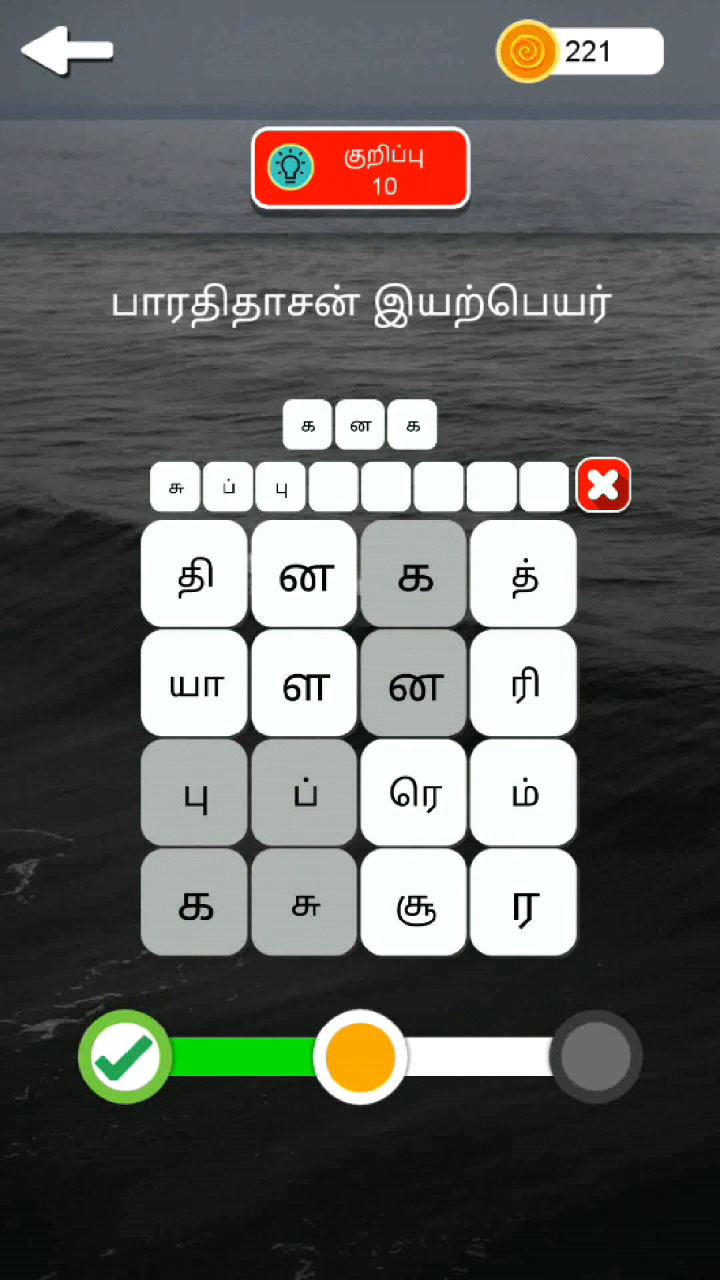 221
குறிப்பு
10
பாரதிதாசன் இயற்பெயர்
க ன க
சு ப் பு
தி ன க த்
யா ள ன ரி
பு ப் ரெ ம்
க சு சூ ர